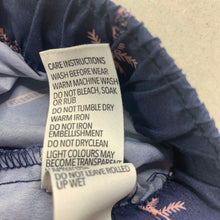 CARE INSTRUCTIONS
WASH BEFORE WEAR
WARM MACHINE WASH
DO NOT BLEACH, SOAK
OR RUB
DO NOT TUMBLE DRY
WARM IRON
DO NOT IRON
EMBELLISHMENT
DO NOT DRYCLEAN
LIGHT COLOURS MAY
BECOME TRANSPARENT
DO NOT LEAVE ROLLED
UP WET